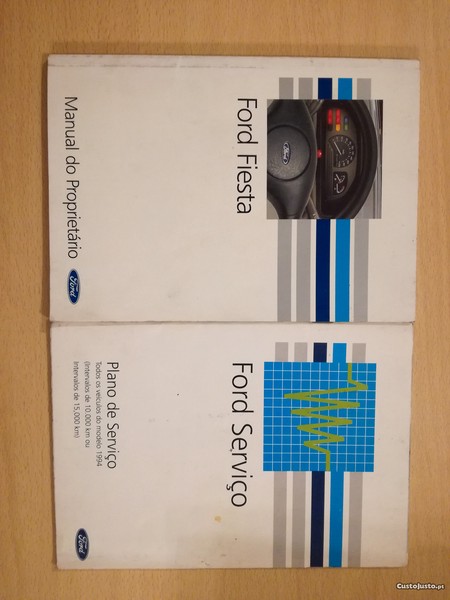 Ford Fiesta
Ford
Manual do Proprietário
Ford
Ford Serviço
Plano de Serviço
Todos os veículos do modelo 1994
(Intervalos de 10.000 km ou
Intervalos de 15,000 km)
Ford
CustoJusto.pt